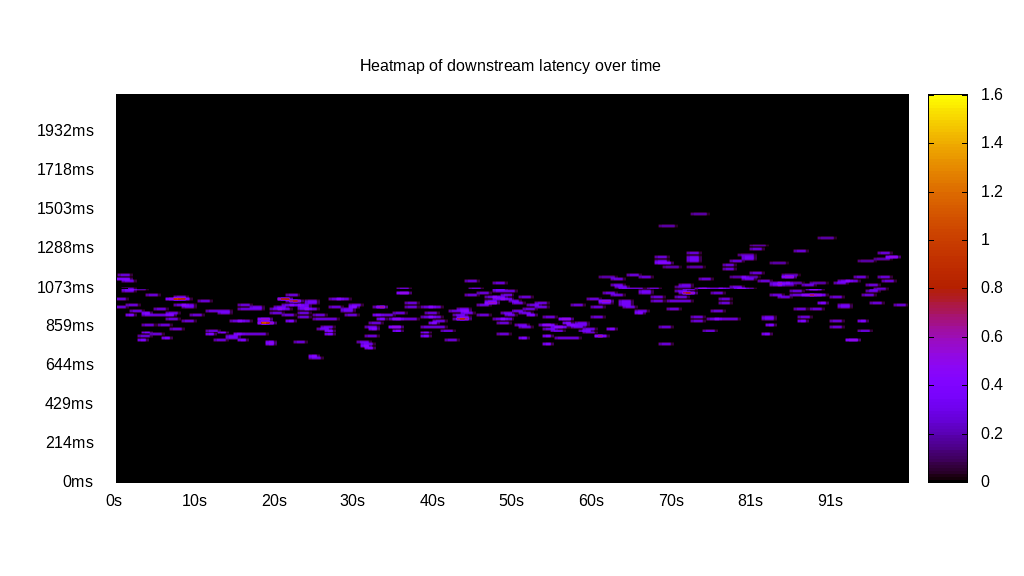 Heatmap of downstream latency over time
1932ms
1718ms
1503ms
1288ms
1073ms
859ms
644ms
429ms
214ms
0ms
0s 10s 20s 30s 40s 50s 60s 70s 81s 91s
1.6
1.4
1.2
1
0.8
0.6
0.4
0.2
0